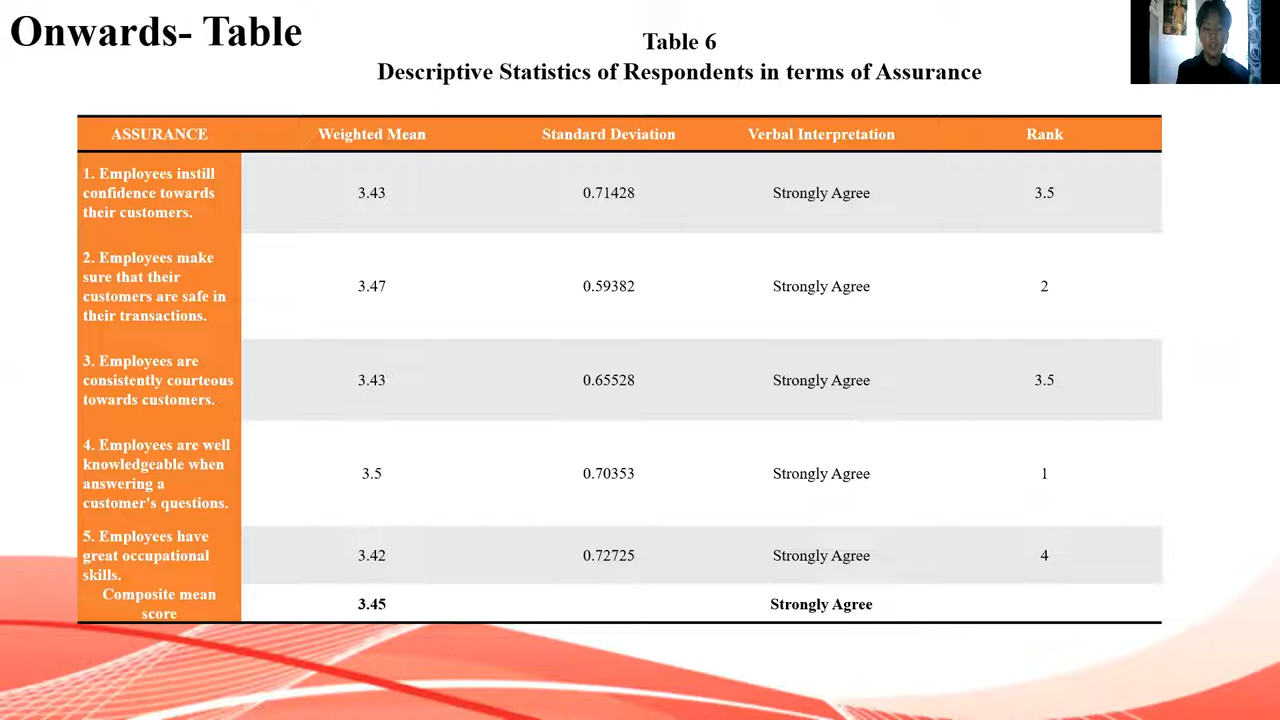 Onwards- Table
Table 6
Descriptive Statistics of Respondents in terms of Assurance
ASSURANCE Weighted Mean Standard Deviation Verbal Interpretation Rank
1. Employees instill
confidence towards
their customers.
3.43 0.71428 Strongly Agree 3.5
2. Employees make
sure that their
customers are safe in
their transactions.
3.47 0.59382 Strongly Agree 2
3. Employees are
consistently courteous
towards customers.
3.43 0.65528 Strongly Agree 3.5
4. Employees are well
knowledgeable when
answering a
customer's questions.
3.5 0.70353 Strongly Agree 1
5. Employees have
great occupational
skills.
3.42 0.72725 Strongly Agree 4
Composite mean
score
3.45 Strongly Agree